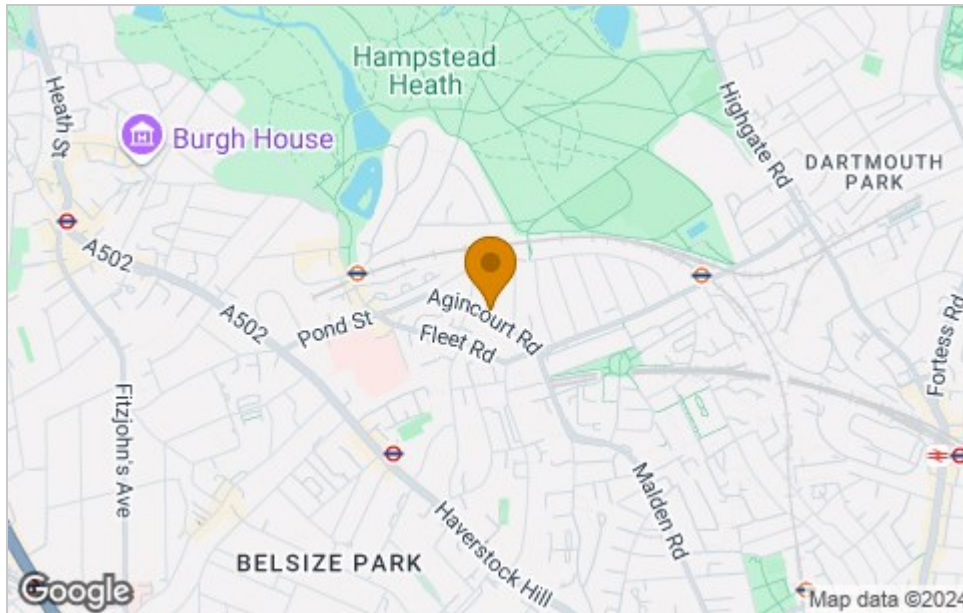 Hampstead
Heath
Heath St
Burgh House
Highgate Rd
DARTMOUTH
PARK
A502
A502
Agincourt Rd
Pond St
Fleet Rd
Fortess Rd
Fitzjohn's Ave
Malden Rd
Haverstock Hill
BELSIZE PARK
Google
Map data ©2024